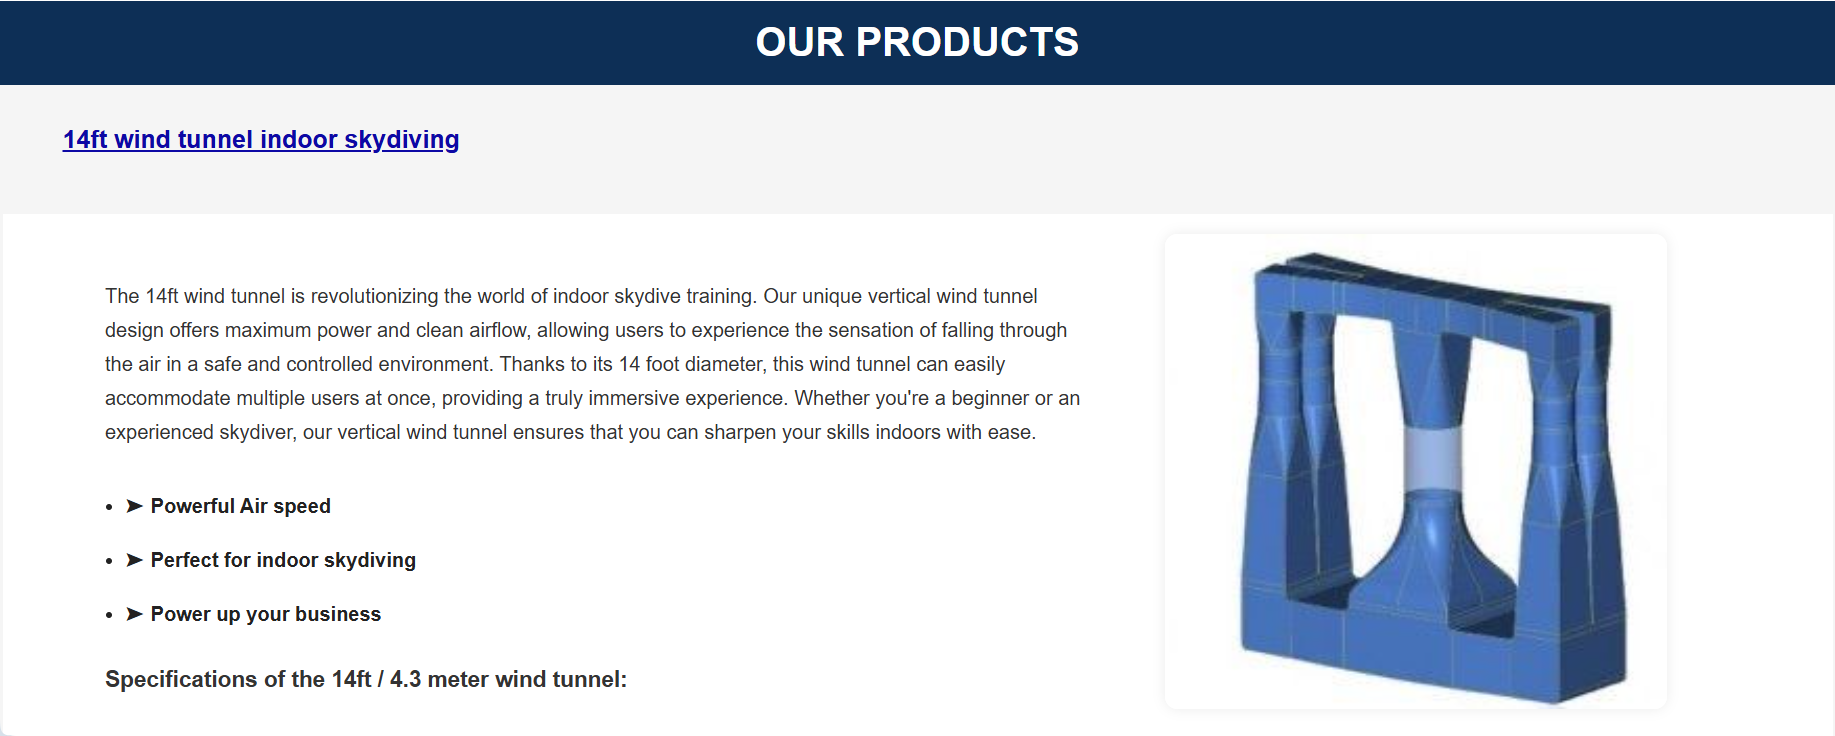 OUR PRODUCTS
14ft wind tunnel indoor skydiving
The 14ft wind tunnel is revolutionizing the world of indoor skydive training. Our unique vertical wind tunnel
design offers maximum power and clean airflow, allowing users to experience the sensation of falling through
the air in a safe and controlled environment. Thanks to its 14 foot diameter, this wind tunnel can easily
accommodate multiple users at once, providing a truly immersive experience. Whether you're a beginner or an
experienced skydiver, our vertical wind tunnel ensures that you can sharpen your skills indoors with ease.
• ➤ Powerful Air speed
• ➤ Perfect for indoor skydiving
• ➤ Power up your business
Specifications of the 14ft / 4.3 meter wind tunnel: